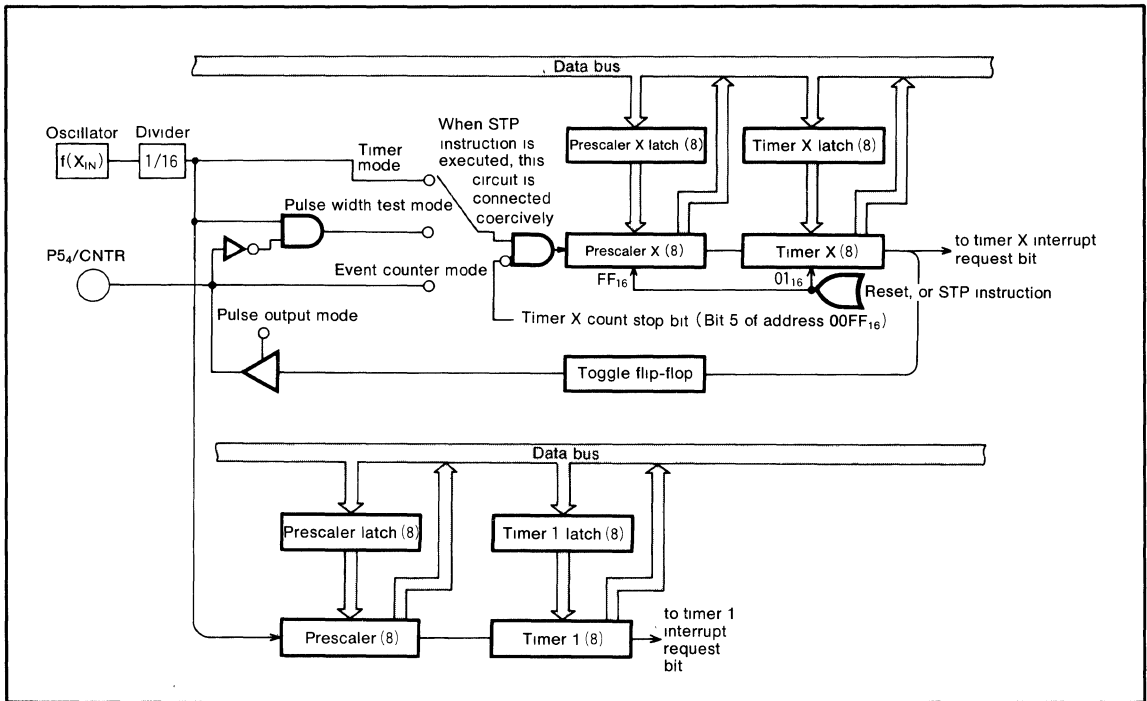 Data bus
Oscillator
f(X_IN)
Divider
1/16
Timer
mode
When STP
instruction is
executed, this
circuit is
connected
coercively
Prescaler X latch (8)
Timer X latch (8)
Pulse width test mode
P5₄/CNTR
Event counter mode
Prescaler X (8)
Timer X (8)
to timer X interrupt
request bit
FF₁₆
01₁₆
Reset, or STP instruction
Pulse output mode
Timer X count stop bit (Bit 5 of address 00FF₁₆)
Toggle flip-flop
Data bus
Prescaler latch (8)
Timer 1 latch (8)
Prescaler (8)
Timer 1 (8)
to timer 1
interrupt
request
bit